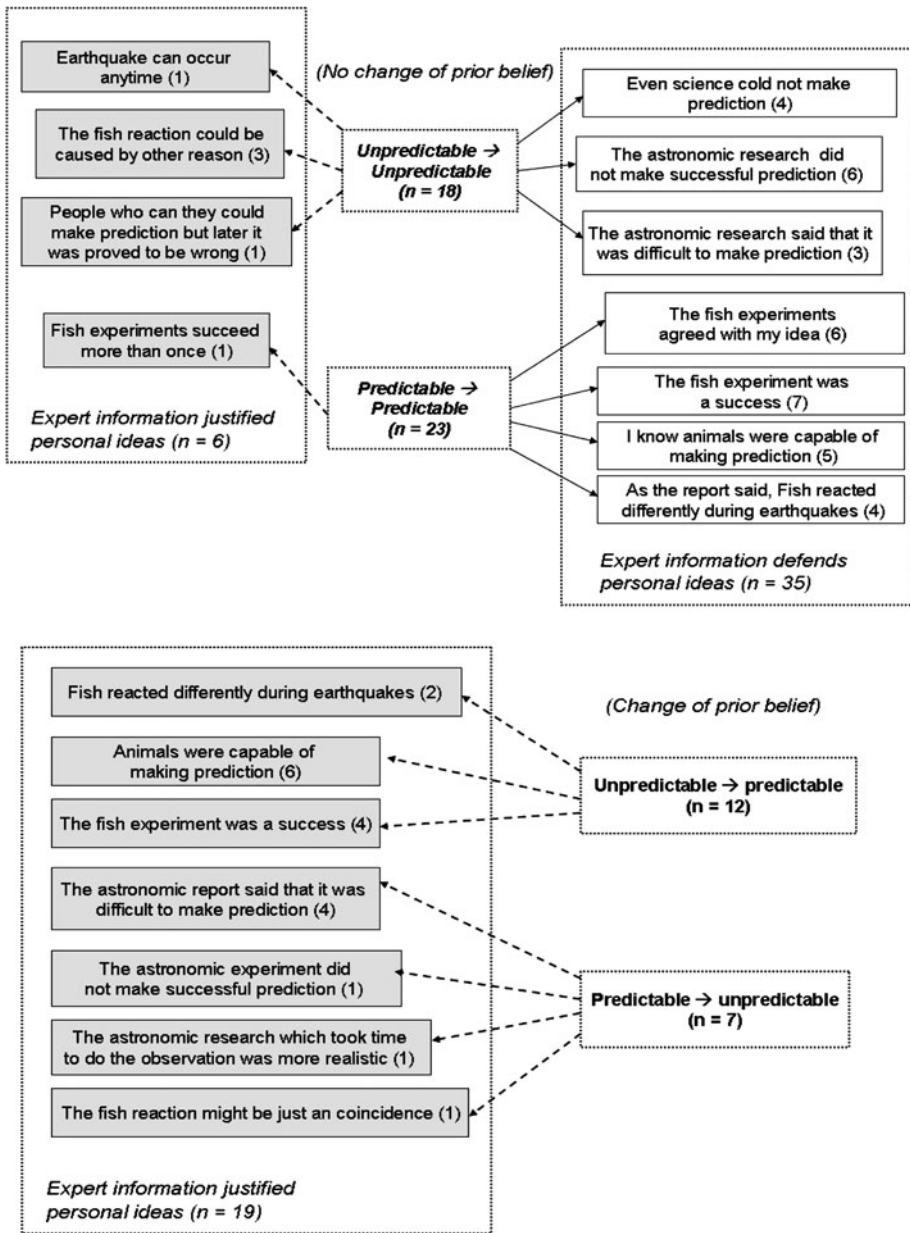 Earthquake can occur
anytime (1)
The fish reaction could be
caused by other reason (3)
People who can they could
make prediction but later it
was proved to be wrong (1)
Fish experiments succeed
more than once (1)
Expert information justified
personal ideas (n = 6)
(No change of prior belief)
Unpredictable →
Unpredictable
(n = 18)
Predictable →
Predictable
(n = 23)
Even science cold not make
prediction (4)
The astronomic research did
not make successful prediction (6)
The astronomic research said that it
was difficult to make prediction (3)
The fish experiments
agreed with my idea (6)
The fish experiment was
a success (7)
I know animals were capable of
making prediction (5)
As the report said, Fish reacted
differently during earthquakes (4)
Expert information defends
personal ideas (n = 35)
Fish reacted differently during earthquakes (2)
Animals were capable of
making prediction (6)
The fish experiment was a success (4)
The astronomic report said that it was
difficult to make prediction (4)
The astronomic experiment did
not make successful prediction (1)
The astronomic research which took time
to do the observation was more realistic (1)
The fish reaction might be just an coincidence (1)
Expert information justified
personal ideas (n = 19)
(Change of prior belief)
Unpredictable → predictable
(n = 12)
Predictable → unpredictable
(n = 7)